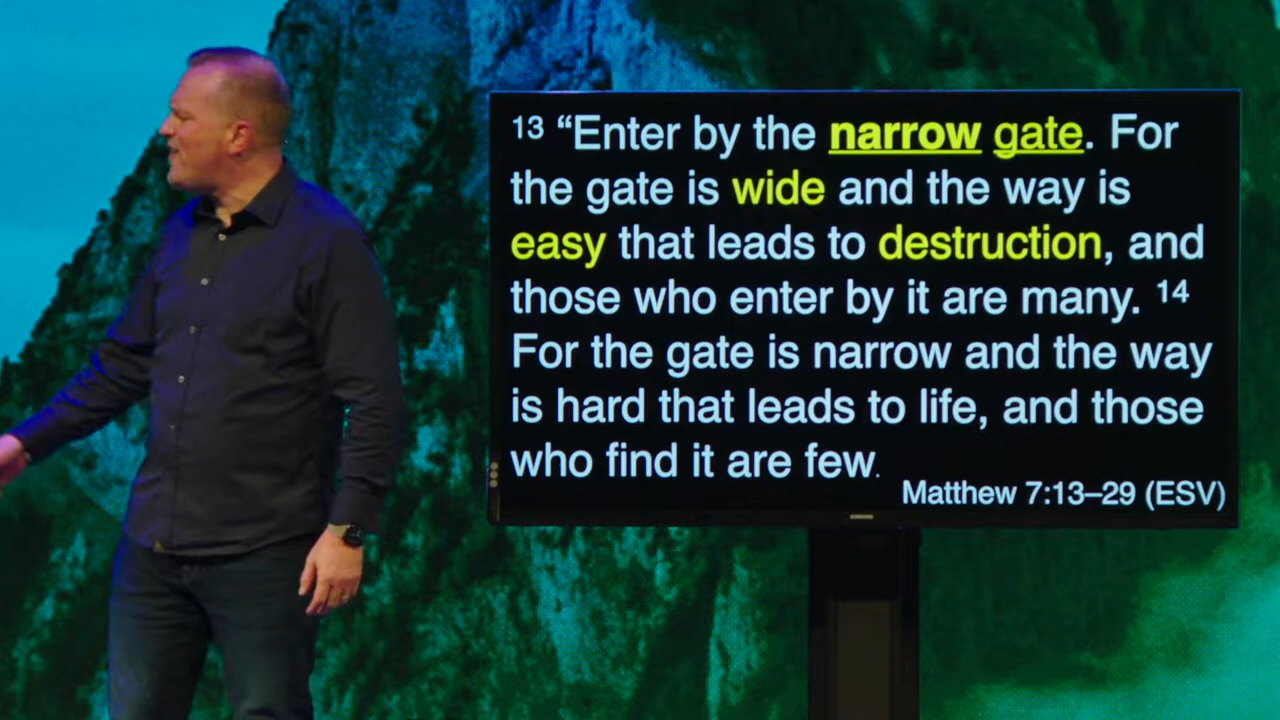 13 “Enter by the narrow gate. For
the gate is wide and the way is
easy that leads to destruction, and
those who enter by it are many. 14
For the gate is narrow and the way
is hard that leads to life, and those
who find it are few.
Matthew 7:13–29 (ESV)